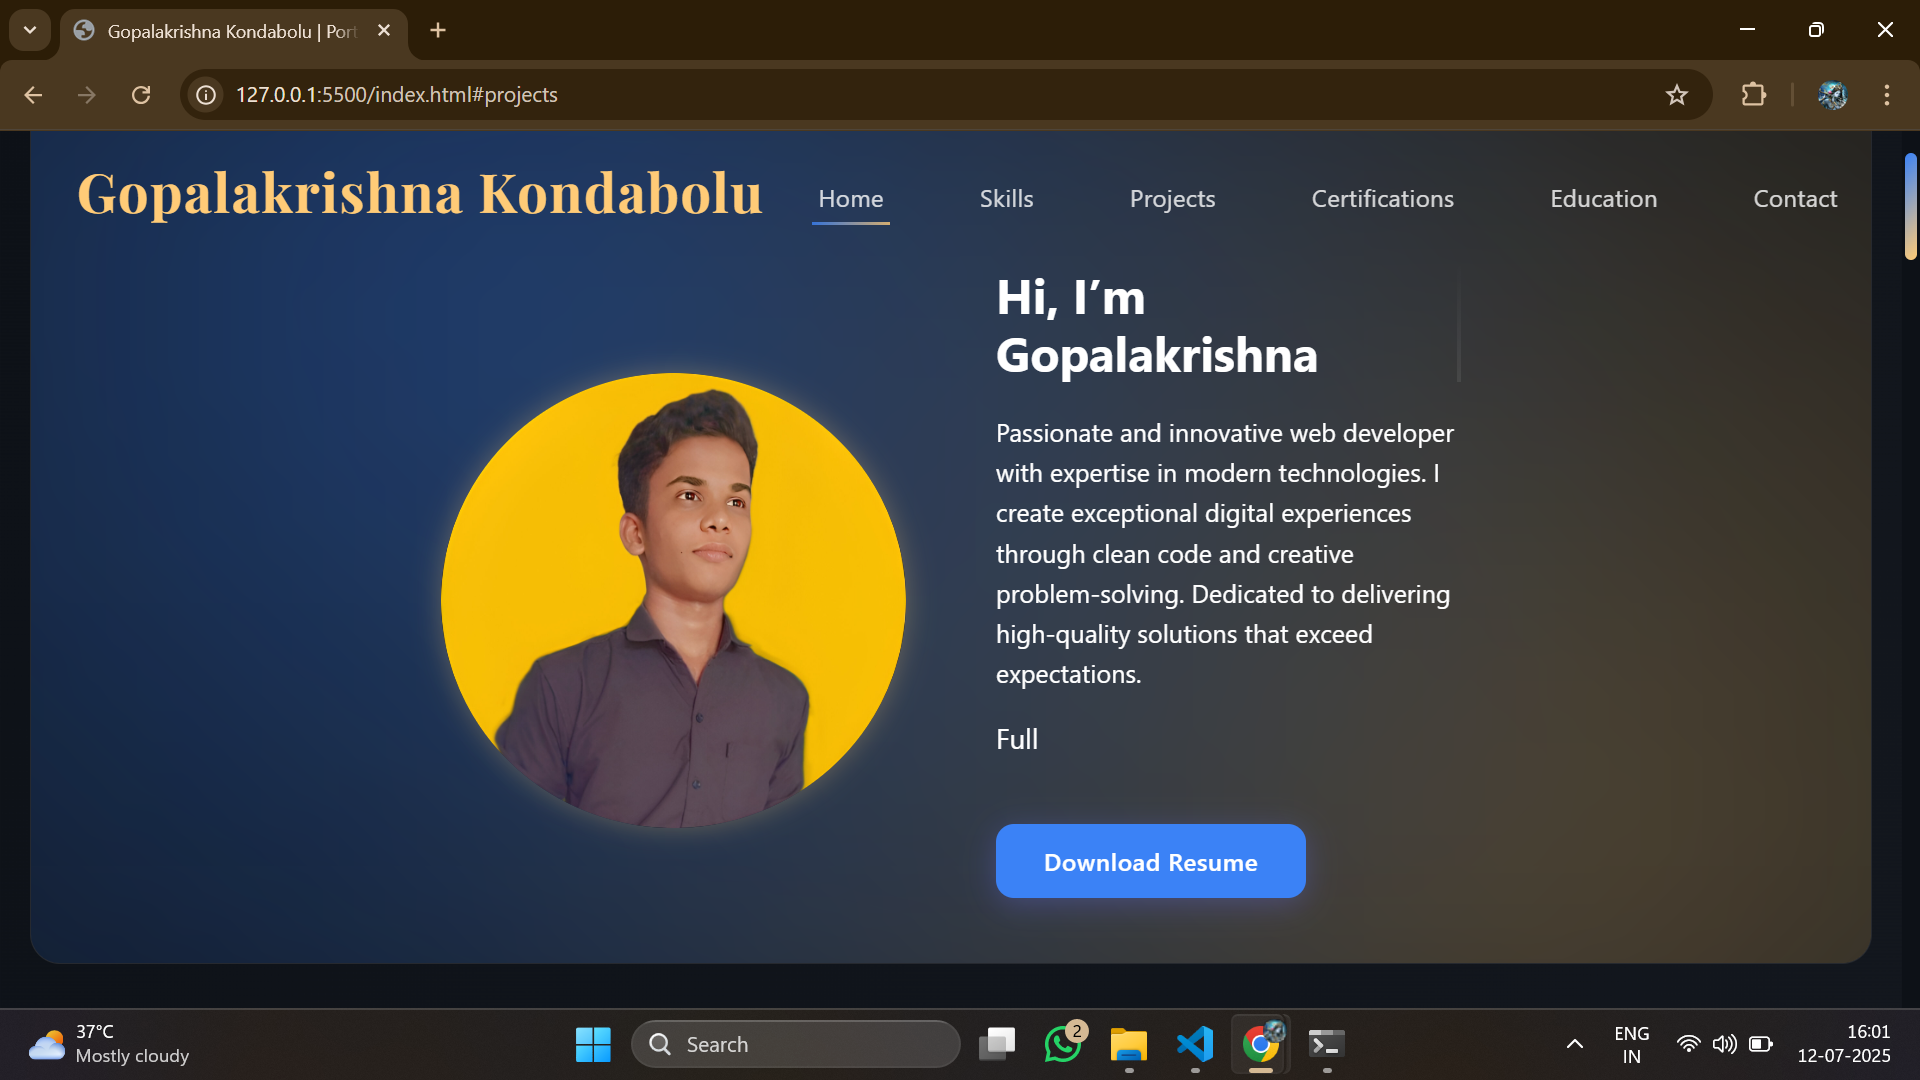 Gopalakrishna Kondabolu | Port
127.0.0.1:5500/index.html#projects
Gopalakrishna Kondabolu
Home
Skills
Projects
Certifications
Education
Contact
Hi, I’m
Gopalakrishna
Passionate and innovative web developer
with expertise in modern technologies. I
create exceptional digital experiences
through clean code and creative
problem-solving. Dedicated to delivering
high-quality solutions that exceed
expectations.
Full
Download Resume
37°C
Mostly cloudy
Search
2
ENG
IN
16:01
12-07-2025